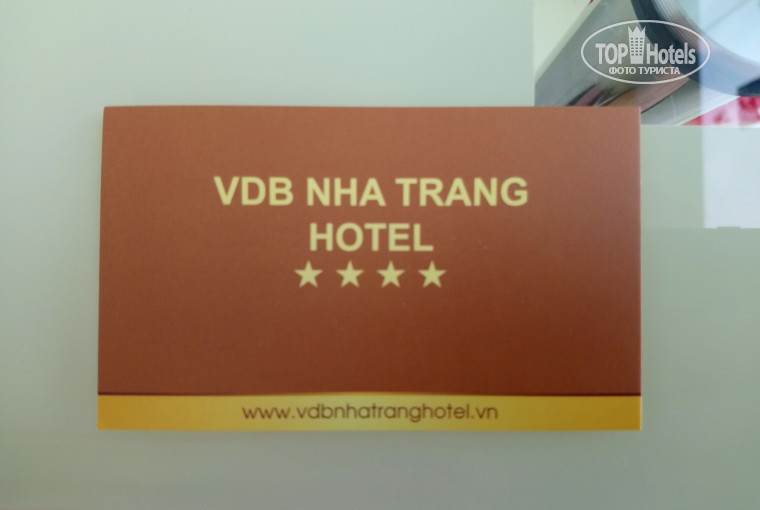 TOP Hotels
ФОТО ТУРИСТА
VDB NHA TRANG
HOTEL
www.vdbnhatranghotel.vn